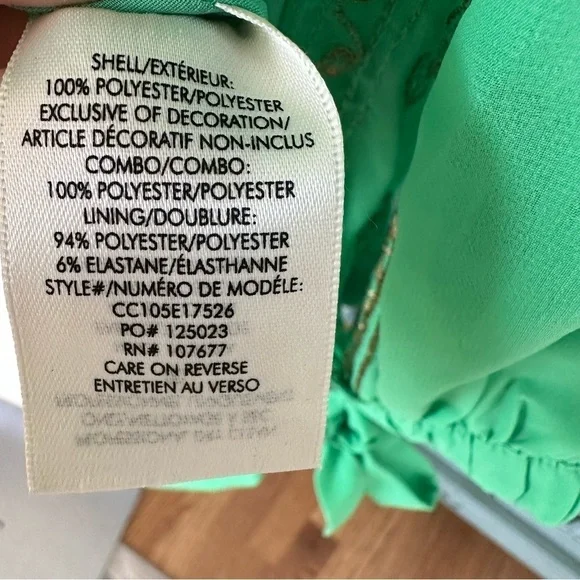 SHELL/EXTÉRIEUR:
100% POLYESTER/POLYESTER
EXCLUSIVE OF DECORATION/
ARTICLE DÉCORATIF NON-INCLUS
COMBO/COMBO:
100% POLYESTER/POLYESTER
LINING/DOUBLURE:
94% POLYESTER/POLYESTER
6% ELASTANE/ÉLASTHANNE
STYLE#/NUMÉRO DE MODÉLE:
CC105E17526
PO# 125023
RN# 107677
CARE ON REVERSE
ENTRETIEN AU VERSO